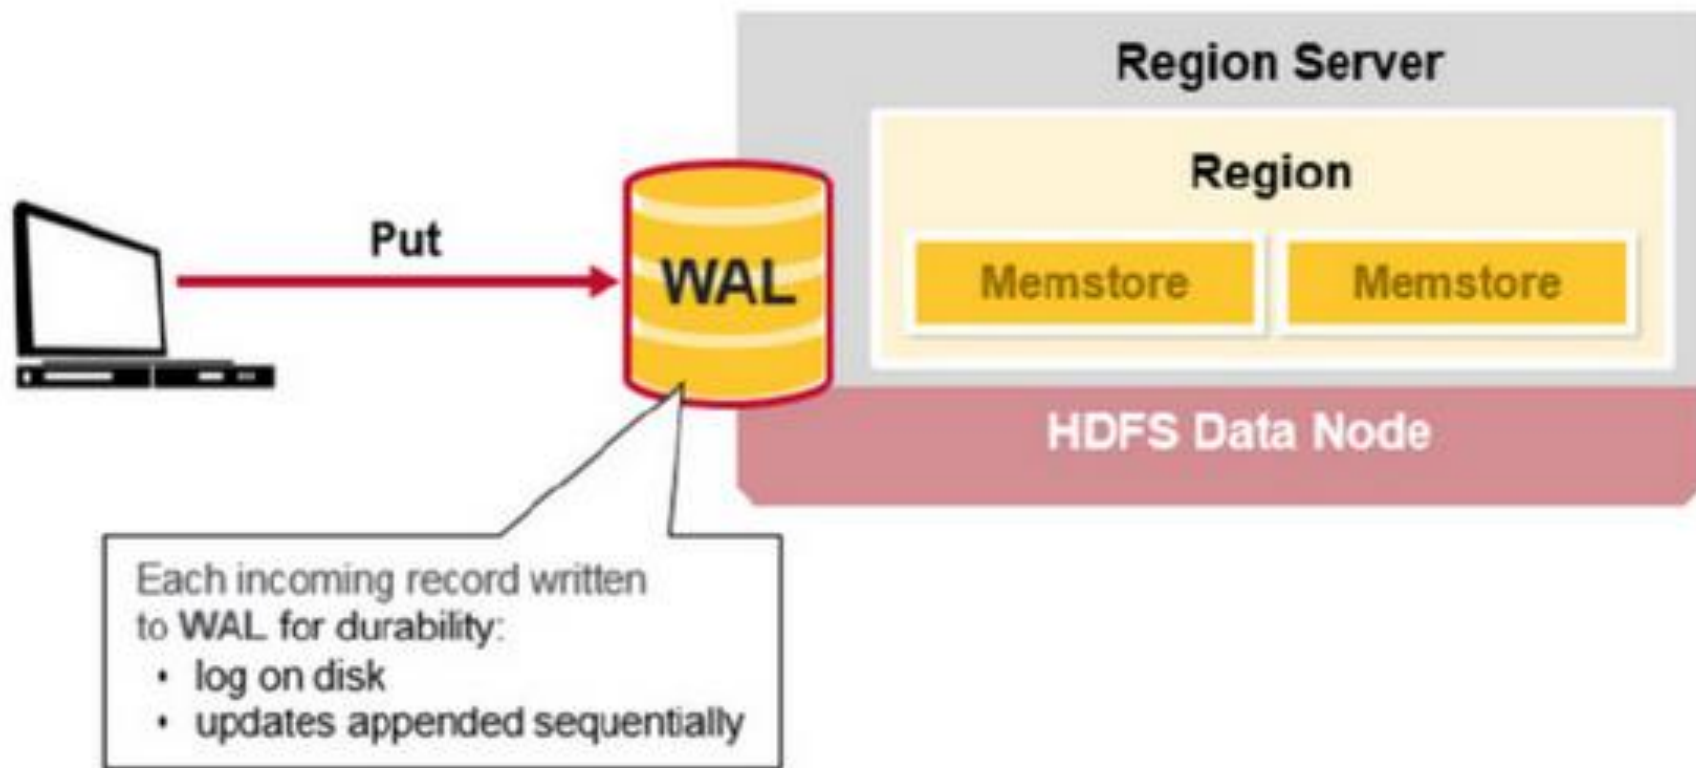 Region Server
Region
Put
WAL
Memstore
Memstore
HDFS Data Node
Each incoming record written
to WAL for durability:
• log on disk
• updates appended sequentially